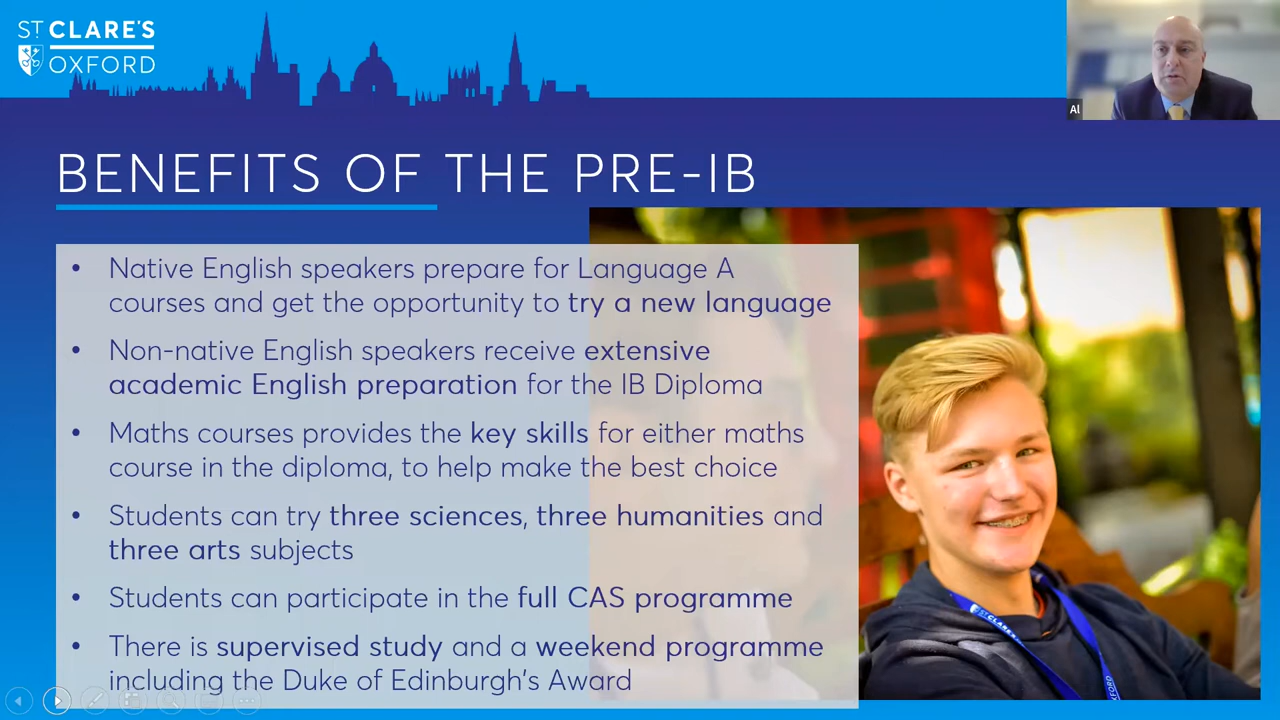 ST CLARE'S
OXFORD
Al
BENEFITS OF THE PRE-IB
• Native English speakers prepare for Language A
courses and get the opportunity to try a new language
• Non-native English speakers receive extensive
academic English preparation for the IB Diploma
• Maths courses provides the key skills for either maths
course in the diploma, to help make the best choice
• Students can try three sciences, three humanities and
three arts subjects
• Students can participate in the full CAS programme
• There is supervised study and a weekend programme
including the Duke of Edinburgh's Award
ST CLARE'S
OXFORD